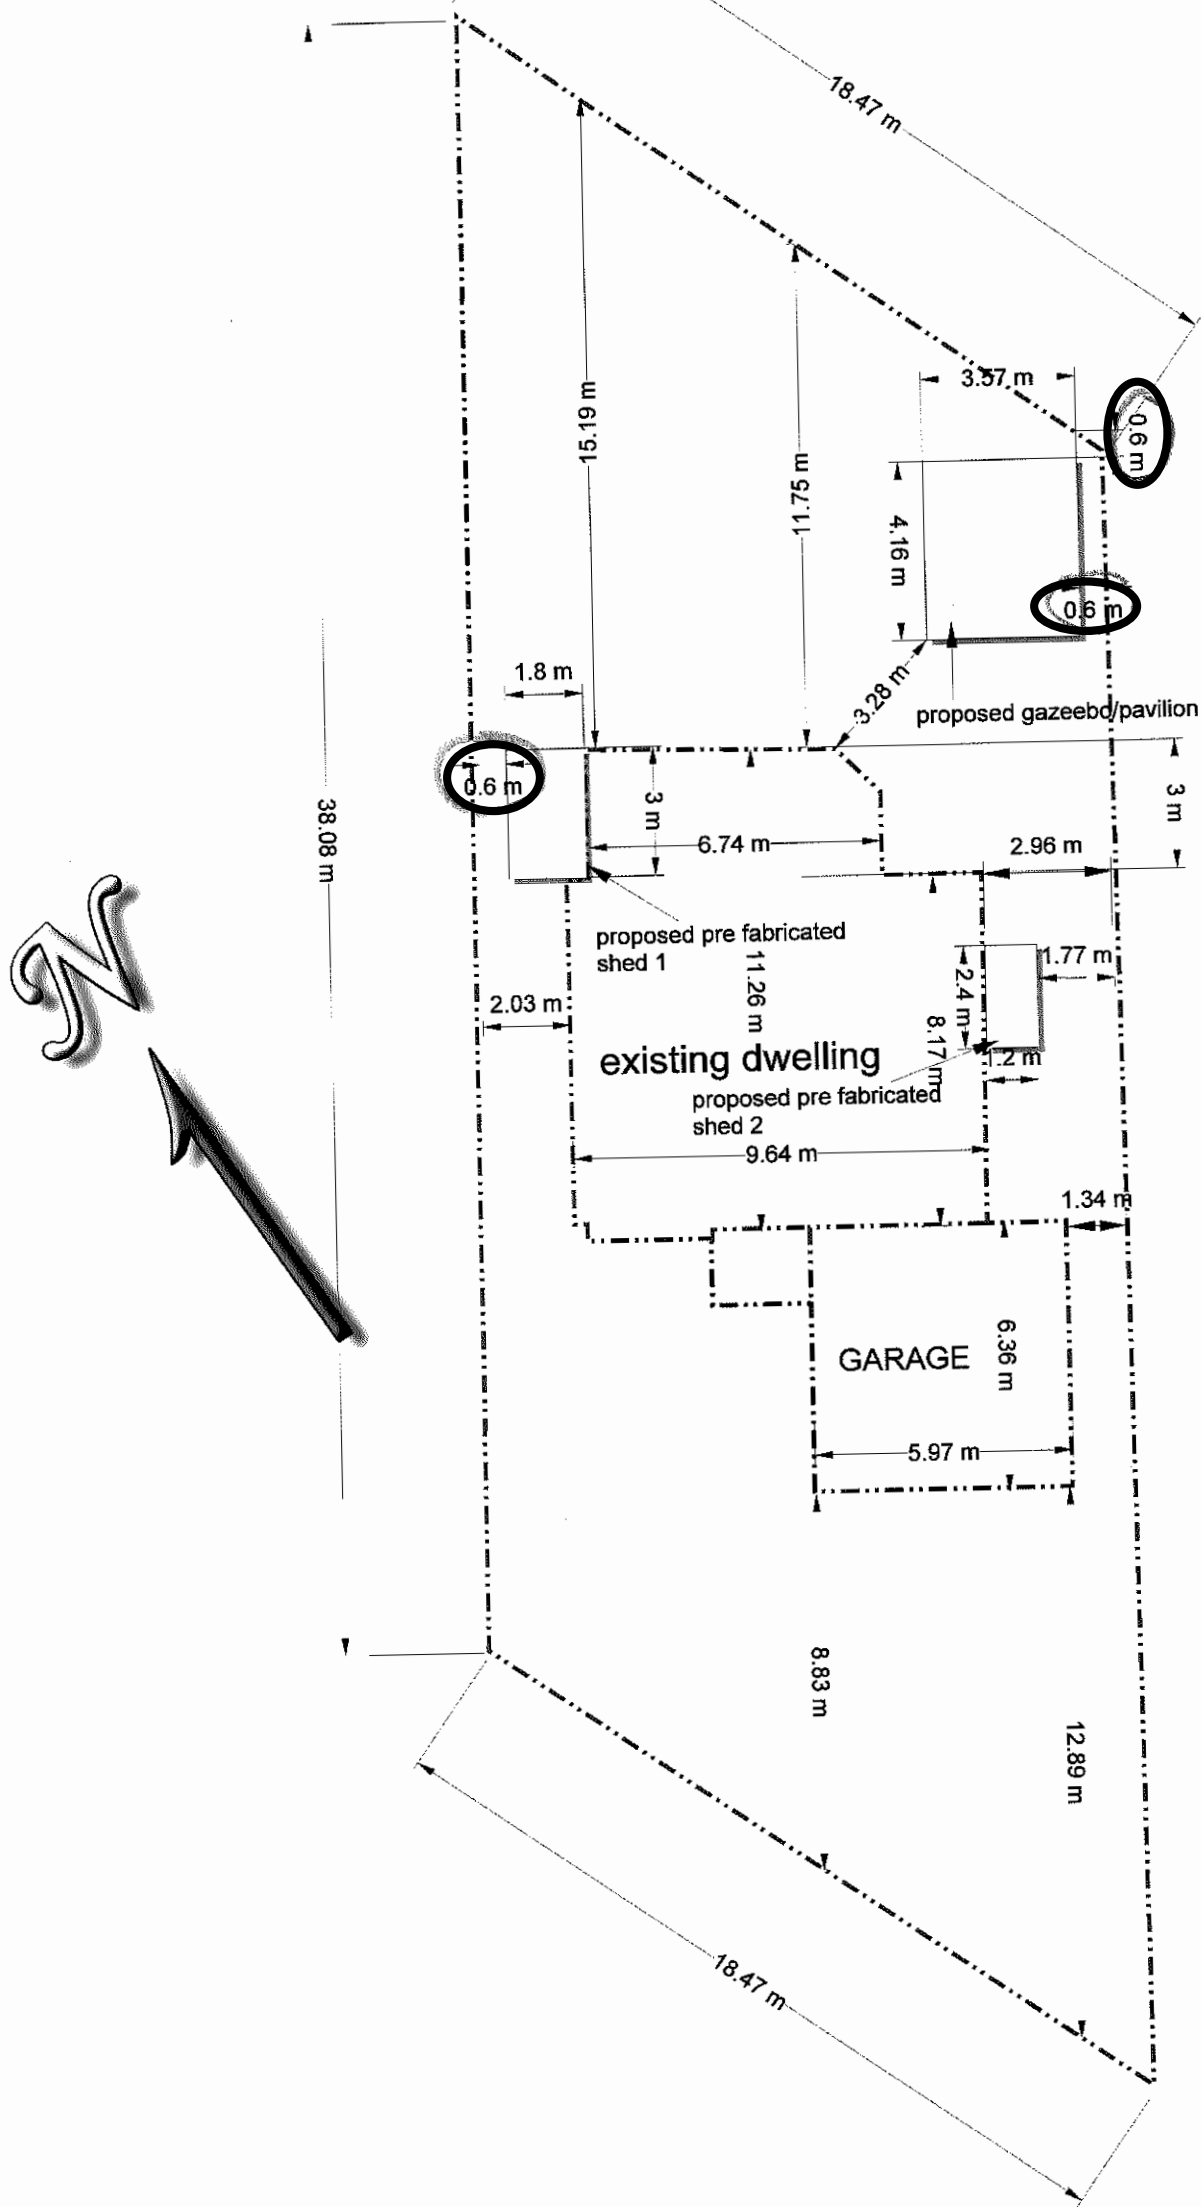 18.47 m
3.57 m
0.6 m
15.19 m
11.75 m
4.16 m
0.6 m
1.8 m
3.28 m
proposed gazeebo/pavilion
0.6 m
3 m
3 m
38.08 m
6.74 m
2.96 m
N
proposed pre fabricated
shed 1
11.26 m
1.77 m
2.4 m
2.03 m
8.17 m
existing dwelling
1.2 m
proposed pre fabricated
shed 2
9.64 m
1.34 m
6.36 m
GARAGE
5.97 m
8.83 m
12.89 m
18.47 m